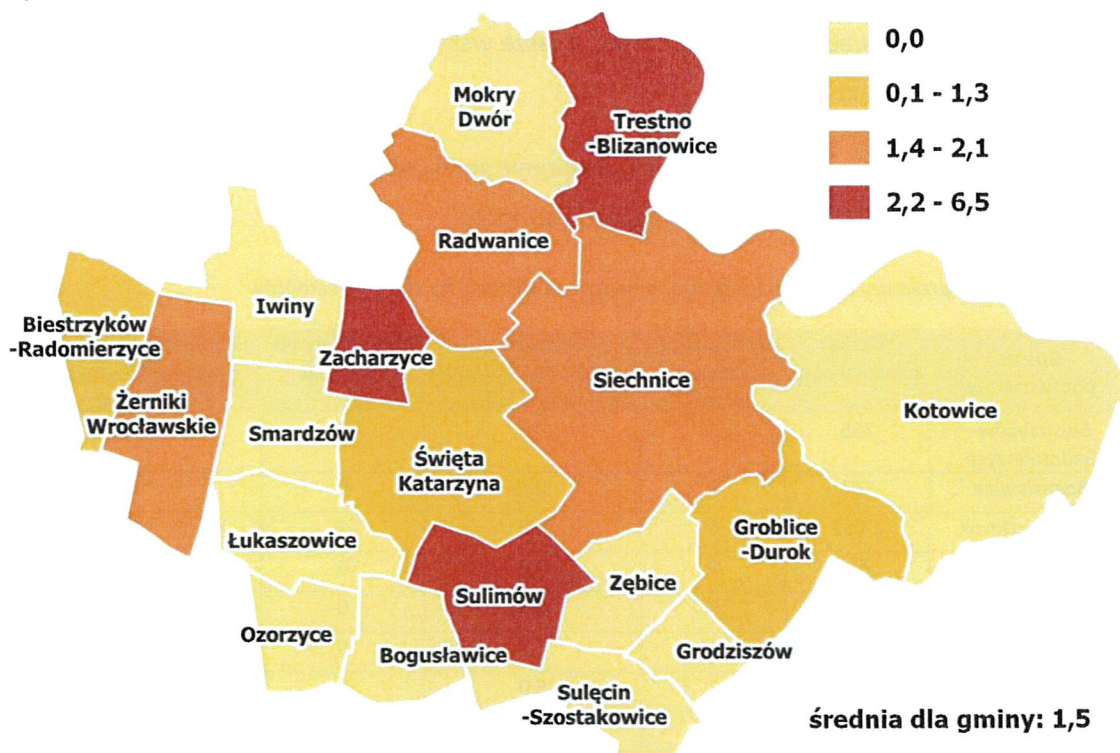 0,0
0,1 - 1,3
1,4 - 2,1
2,2 - 6,5
Mokry
Dwór
Trestno
-Blizanowice
Radwanice
Iwiny
Biestrzyków
-Radomierzyce
Zacharzyce
Siechnice
Żerniki
Wrocławskie
Kotowice
Smardzów
Święta
Katarzyna
Groblice
-Durok
Łukaszowice
Zębice
Sulimów
Ozorzyce
Bogusławice
Grodziszów
Sulęcin
-Szostakowice
średnia dla gminy: 1,5